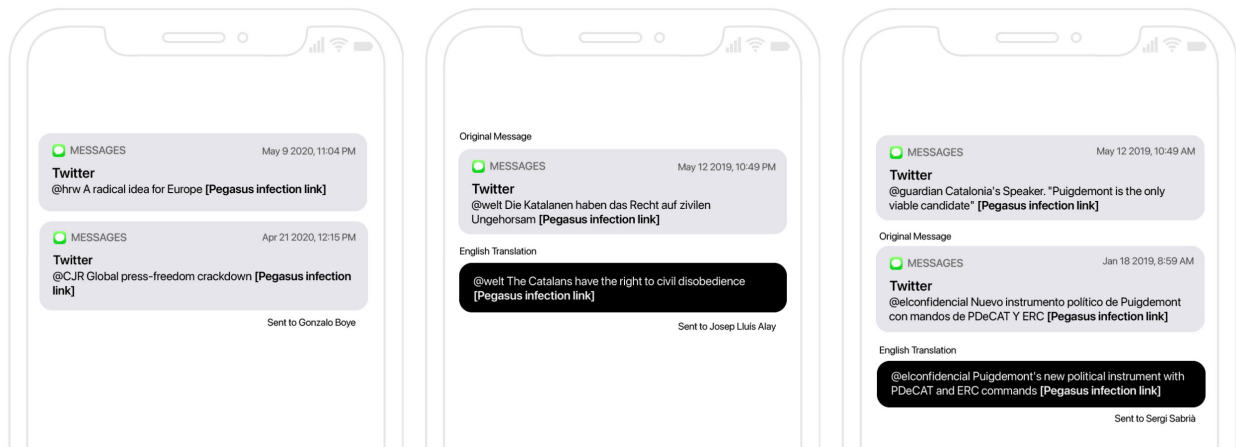 MESSAGES May 9 2020, 11:04 PM
Twitter
@hrw A radical idea for Europe [Pegasus infection link]
MESSAGES Apr 21 2020, 12:15 PM
Twitter
@CJR Global press-freedom crackdown [Pegasus infection
link]
Sent to Gonzalo Boye
Original Message
MESSAGES May 12 2019, 10:49 PM
Twitter
@welt Die Katalanen haben das Recht auf zivilen
Ungehorsam [Pegasus infection link]
English Translation
@welt The Catalans have the right to civil disobedience
[Pegasus infection link]
Sent to Josep Lluís Alay
MESSAGES May 12 2019, 10:49 AM
Twitter
@guardian Catalonia's Speaker. "Puigdemont is the only
viable candidate" [Pegasus infection link]
Original Message
MESSAGES Jan 18 2019, 8:59 AM
Twitter
@elconfidencial Nuevo instrumento político de Puigdemont
con mandos de PDeCAT Y ERC [Pegasus infection link]
English Translation
@elconfidencial Puigdemont's new political instrument with
PDeCAT and ERC commands [Pegasus infection link]
Sent to Sergi Sabrià